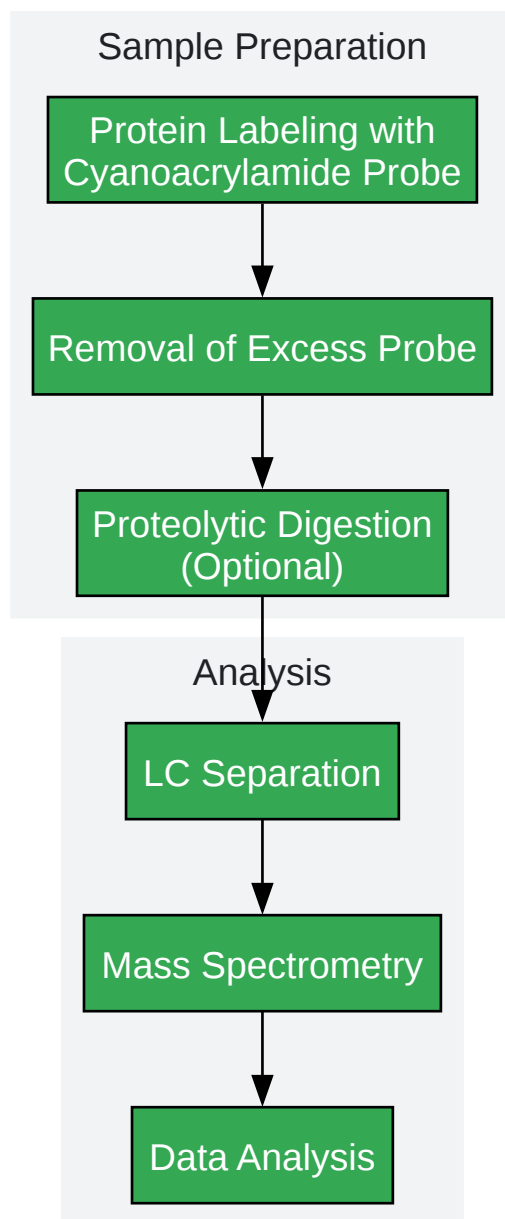 Sample Preparation
Protein Labeling with
Cyanoacrylamide Probe
Removal of Excess Probe
Proteolytic Digestion
(Optional)
Analysis
LC Separation
Mass Spectrometry
Data Analysis